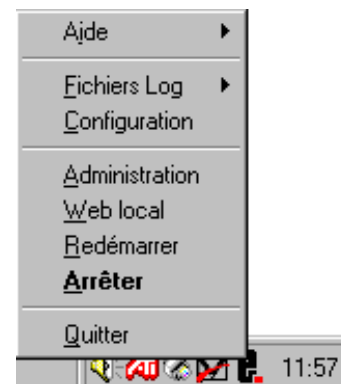 Aide
Fichiers Log
Configuration
Administration
Web local
Redémarrer
Arrêter
Quitter
11:57